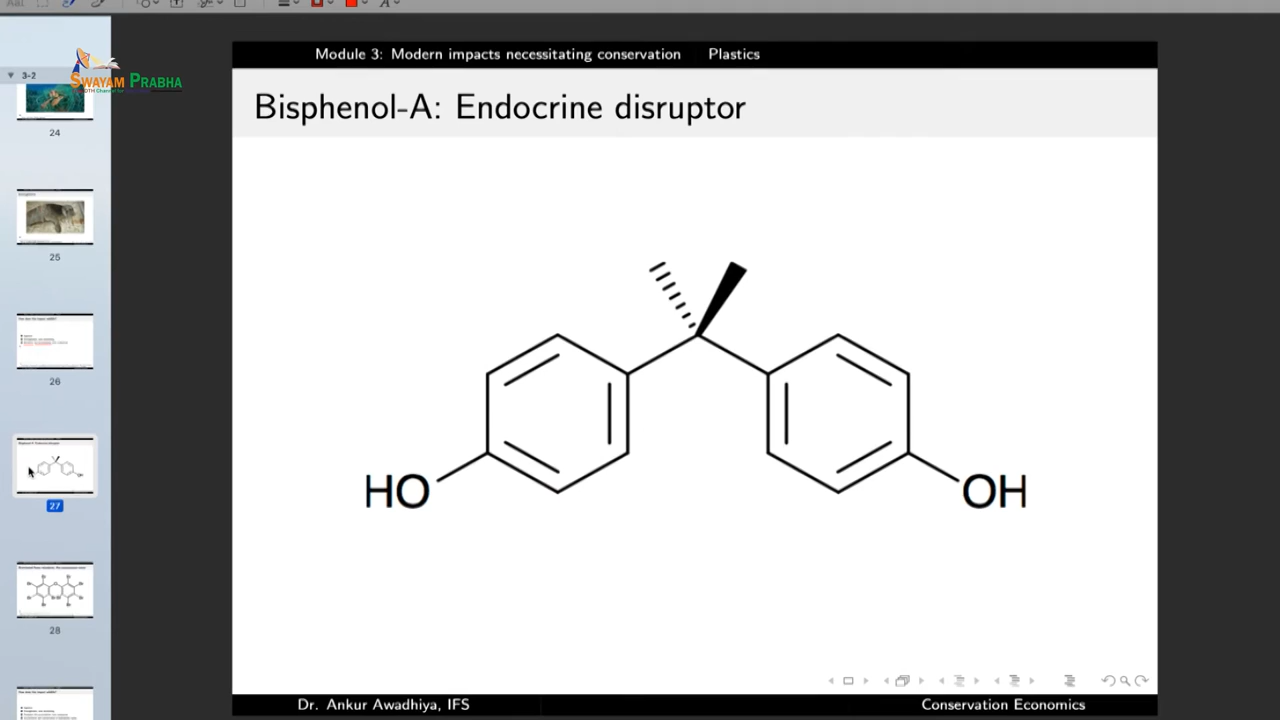 3-2
SWAYAM PRABHA
24
25
26
27
28
Module 3: Modern impacts necessitating conservation Plastics
Bisphenol-A: Endocrine disruptor
HO
OH
Dr. Ankur Awadhiya, IFS Conservation Economics